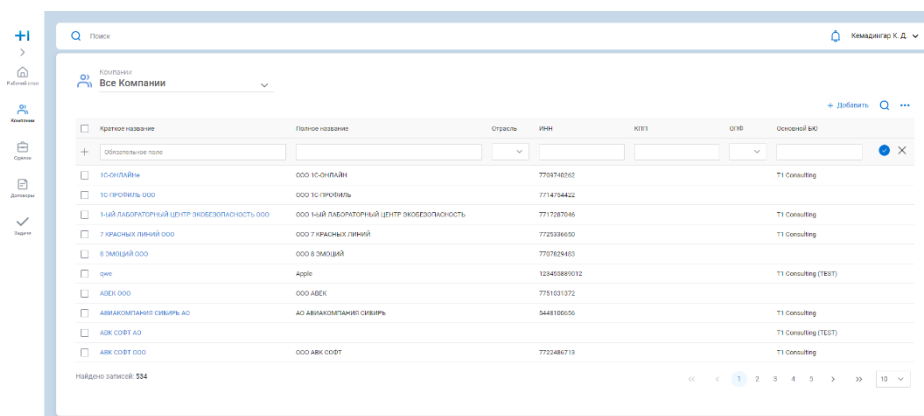 Поиск
Кемадингар К. Д.
Рабочий стол
Компании
Сделки
Договоры
Задачи
Компании
Все Компании
+ Добавить
Краткое название Полное название Отрасль ИНН КПП ОПФ Основной БЮ
Обязательное поле
1С-ОНЛАЙНе ООО 1С-ОНЛАЙН 7709740262 T1 Consulting
1С-ПРОФИЛЬ ООО ООО 1С-ПРОФИЛЬ 7714764422
1-ЫЙ ЛАБОРАТОРНЫЙ ЦЕНТР ЭКОБЕЗОПАСНОСТЬ ООО ООО 1-ЫЙ ЛАБОРАТОРНЫЙ ЦЕНТР ЭКОБЕЗОПАСНОСТЬ 7717287046 T1 Consulting
7 КРАСНЫХ ЛИНИЙ ООО ООО 7 КРАСНЫХ ЛИНИЙ 7725336650 T1 Consulting
8 ЭМОЦИЙ ООО ООО 8 ЭМОЦИЙ 7707829483
qwe Apple 123455889012 T1 Consulting (TEST)
АВЕК ООО ООО АВЕК 7751031372
АВИАКОМПАНИЯ СИБИРЬ АО АО АВИАКОМПАНИЯ СИБИРЬ 5448100656 T1 Consulting
АВК СОФТ АО T1 Consulting (TEST)
АВК СОФТ ООО ООО АВК СОФТ 7722486713 T1 Consulting
Найдено записей: 534
1 2 3 4 5 10